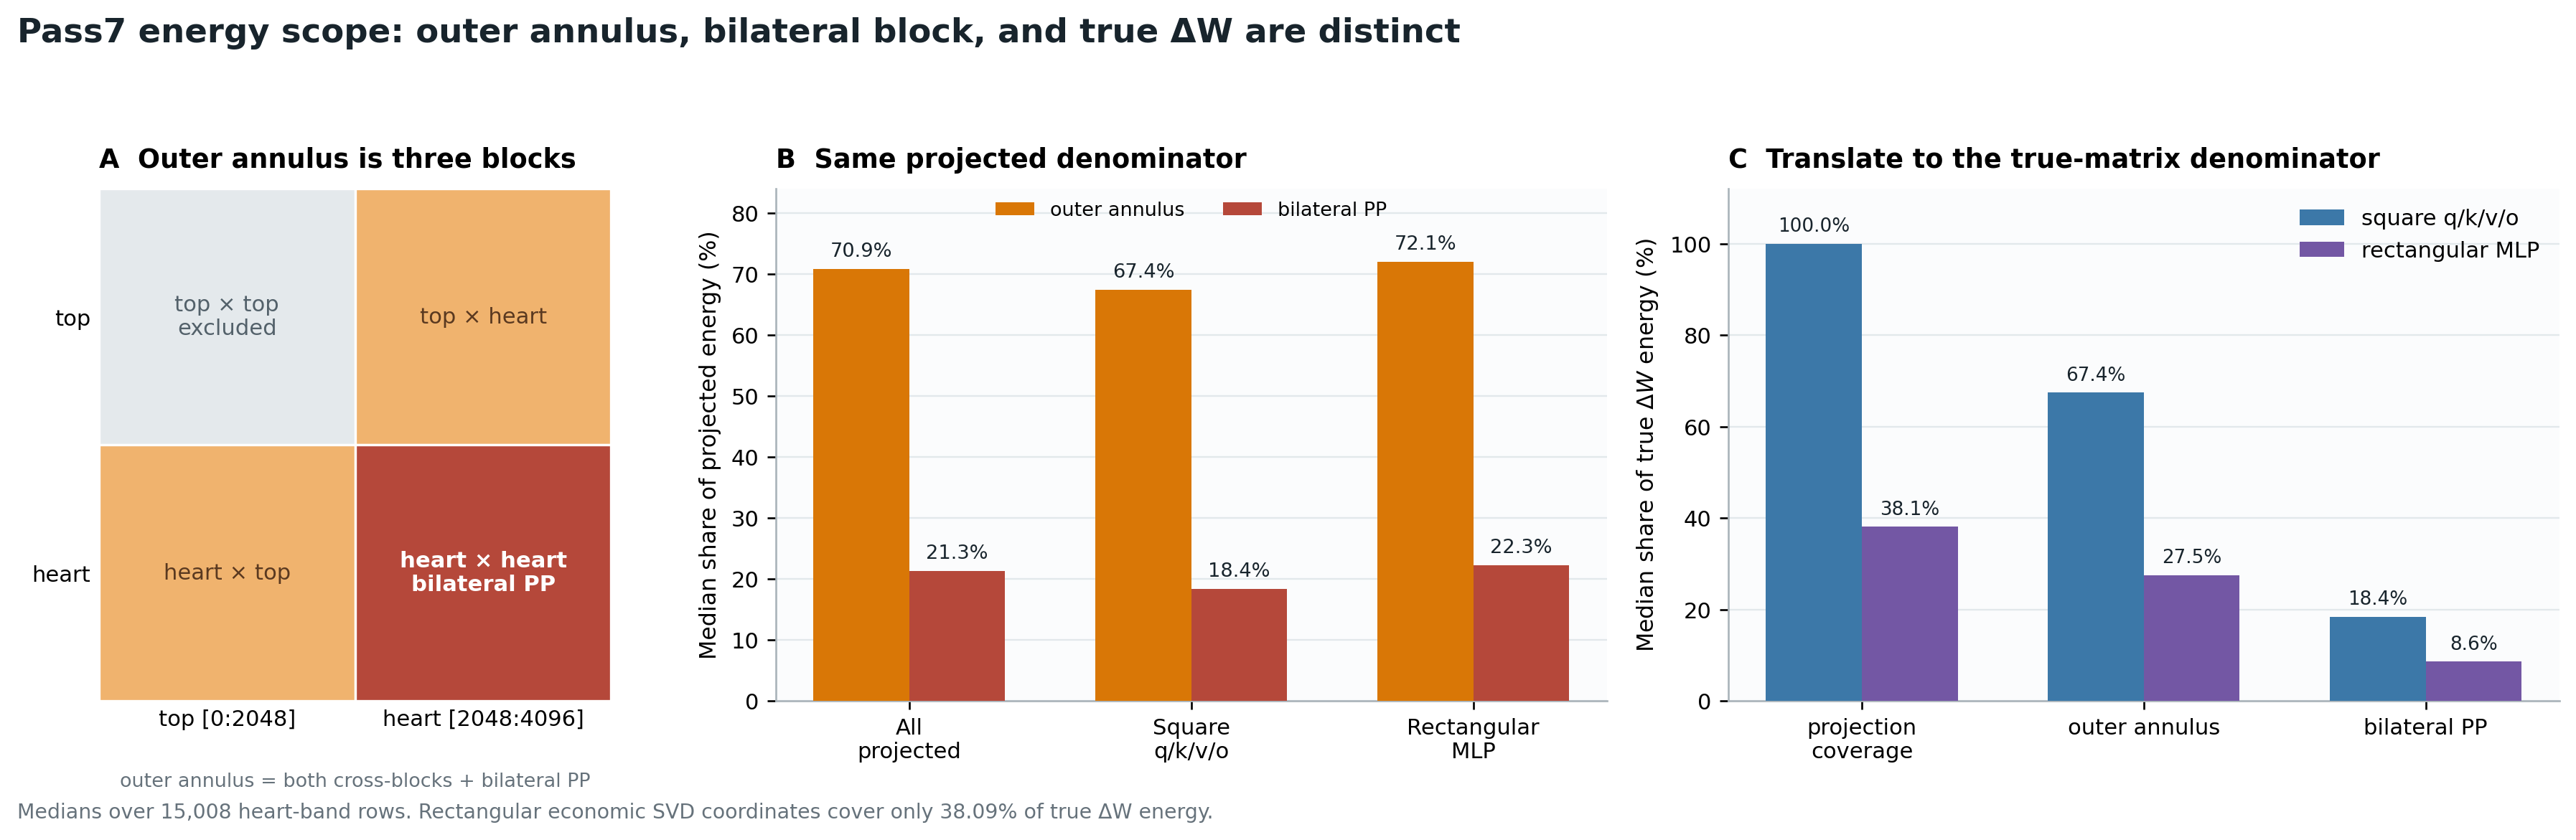 Pass7 energy scope: outer annulus, bilateral block, and true ΔW are distinct
A Outer annulus is three blocks
top
heart
top × top
excluded
top × heart
heart × top
heart × heart
bilateral PP
top [0:2048]
heart [2048:4096]
outer annulus = both cross-blocks + bilateral PP
B Same projected denominator
Median share of projected energy (%)
80
70
60
50
40
30
20
10
0
outer annulus
bilateral PP
70.9%
21.3%
67.4%
18.4%
72.1%
22.3%
All
projected
Square
q/k/v/o
Rectangular
MLP
C Translate to the true-matrix denominator
Median share of true ΔW energy (%)
100
80
60
40
20
0
square q/k/v/o
rectangular MLP
100.0%
38.1%
67.4%
27.5%
18.4%
8.6%
projection
coverage
outer annulus
bilateral PP
Medians over 15,008 heart-band rows. Rectangular economic SVD coordinates cover only 38.09% of true ΔW energy.